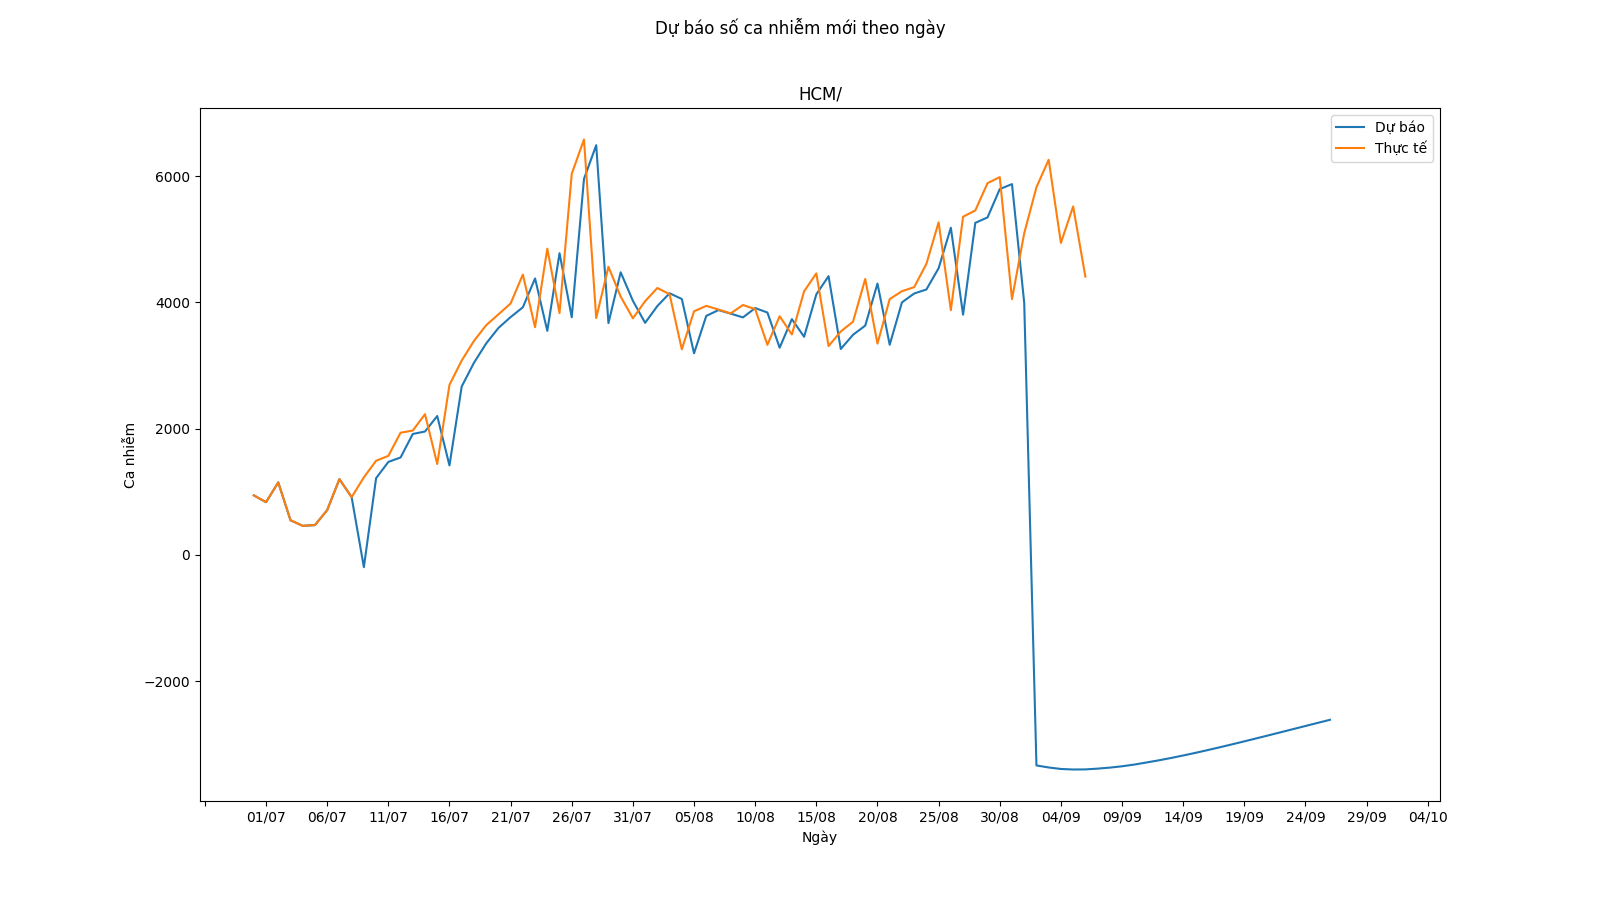 Dự báo số ca nhiễm mới theo ngày
HCM/
Dự báo
Thực tế
6000
4000
2000
0
−2000
Ca nhiễm
01/07 06/07 11/07 16/07 21/07 26/07 31/07 05/08 10/08 15/08 20/08 25/08 30/08 04/09 09/09 14/09 19/09 24/09 29/09 04/10
Ngày